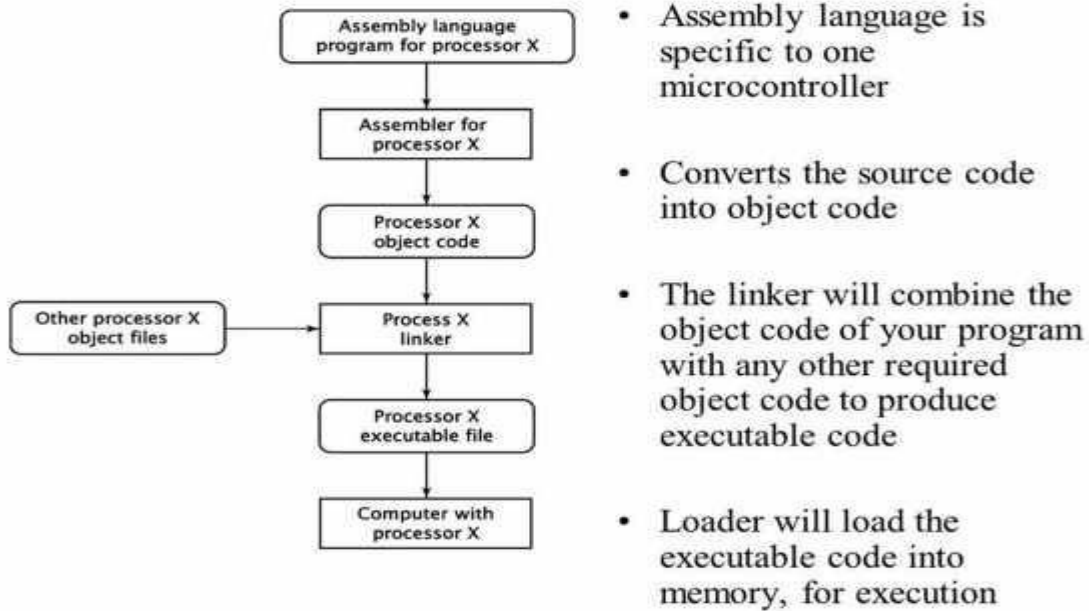 Assembly language
program for processor X
Assembler for
processor X
Processor X
object code
Other processor X
object files
Process X
linker
Processor X
executable file
Computer with
processor X
• Assembly language is
specific to one
microcontroller
• Converts the source code
into object code
• The linker will combine the
object code of your program
with any other required
object code to produce
executable code
• Loader will load the
executable code into
memory, for execution